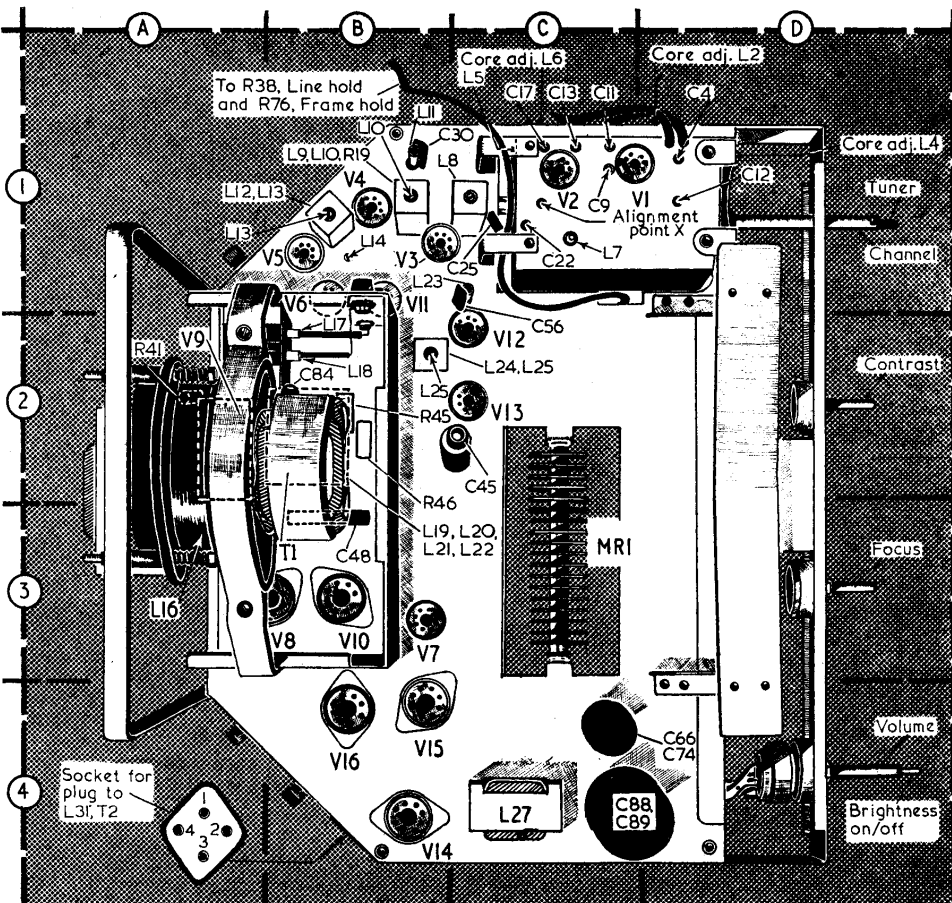 A
B
C
D
Core adj. L6
L5
Core adj. L2
To R38, Line hold
and R76, Frame hold
C17
C13
C11
C4
L11
C30
L10
Core adj. L4
L9, L10, R19
L8
1
V4
L12, L13
V2
C9
V1
C12
Tuner
Alignment
point X
L13
L14
V5
V3
C25
C22
L7
Channel
L23
V6
V11
C56
L17
V12
V9
R41
L24, L25
Contrast
L18
L25
C84
2
R45
V13
C45
R46
L19, L20,
L21, L22
T1
C48
MR1
Focus
3
L16
V8
V10
V7
V16
V15
C66
C74
Volume
Socket for
plug to
L31, T2
4
1
4
2
3
L27
C88,
C89
Brightness
on/off
V14